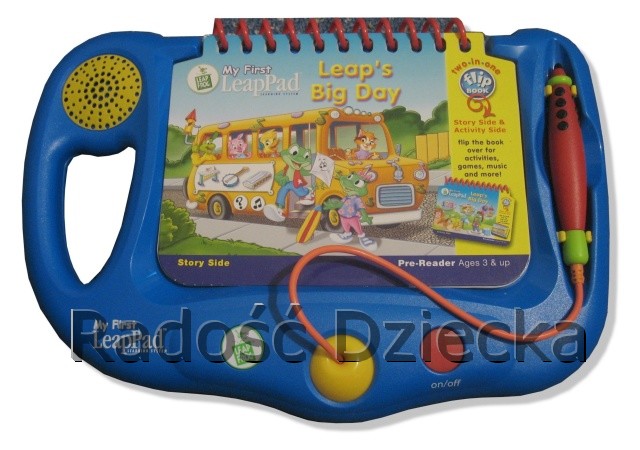 LEAP FROG
My First
LeapPad
LEARNING SYSTEM
Leap's
Big Day
two-in-one
flip
BOOK
Story Side &
Activity Side
flip the book
over for
activities,
games, music
and more!
Story Side
Pre-Reader Ages 3 & up
My First
LeapPad
LEARNING SYSTEM
LEAP FROG
on/off
Radość Dziecka